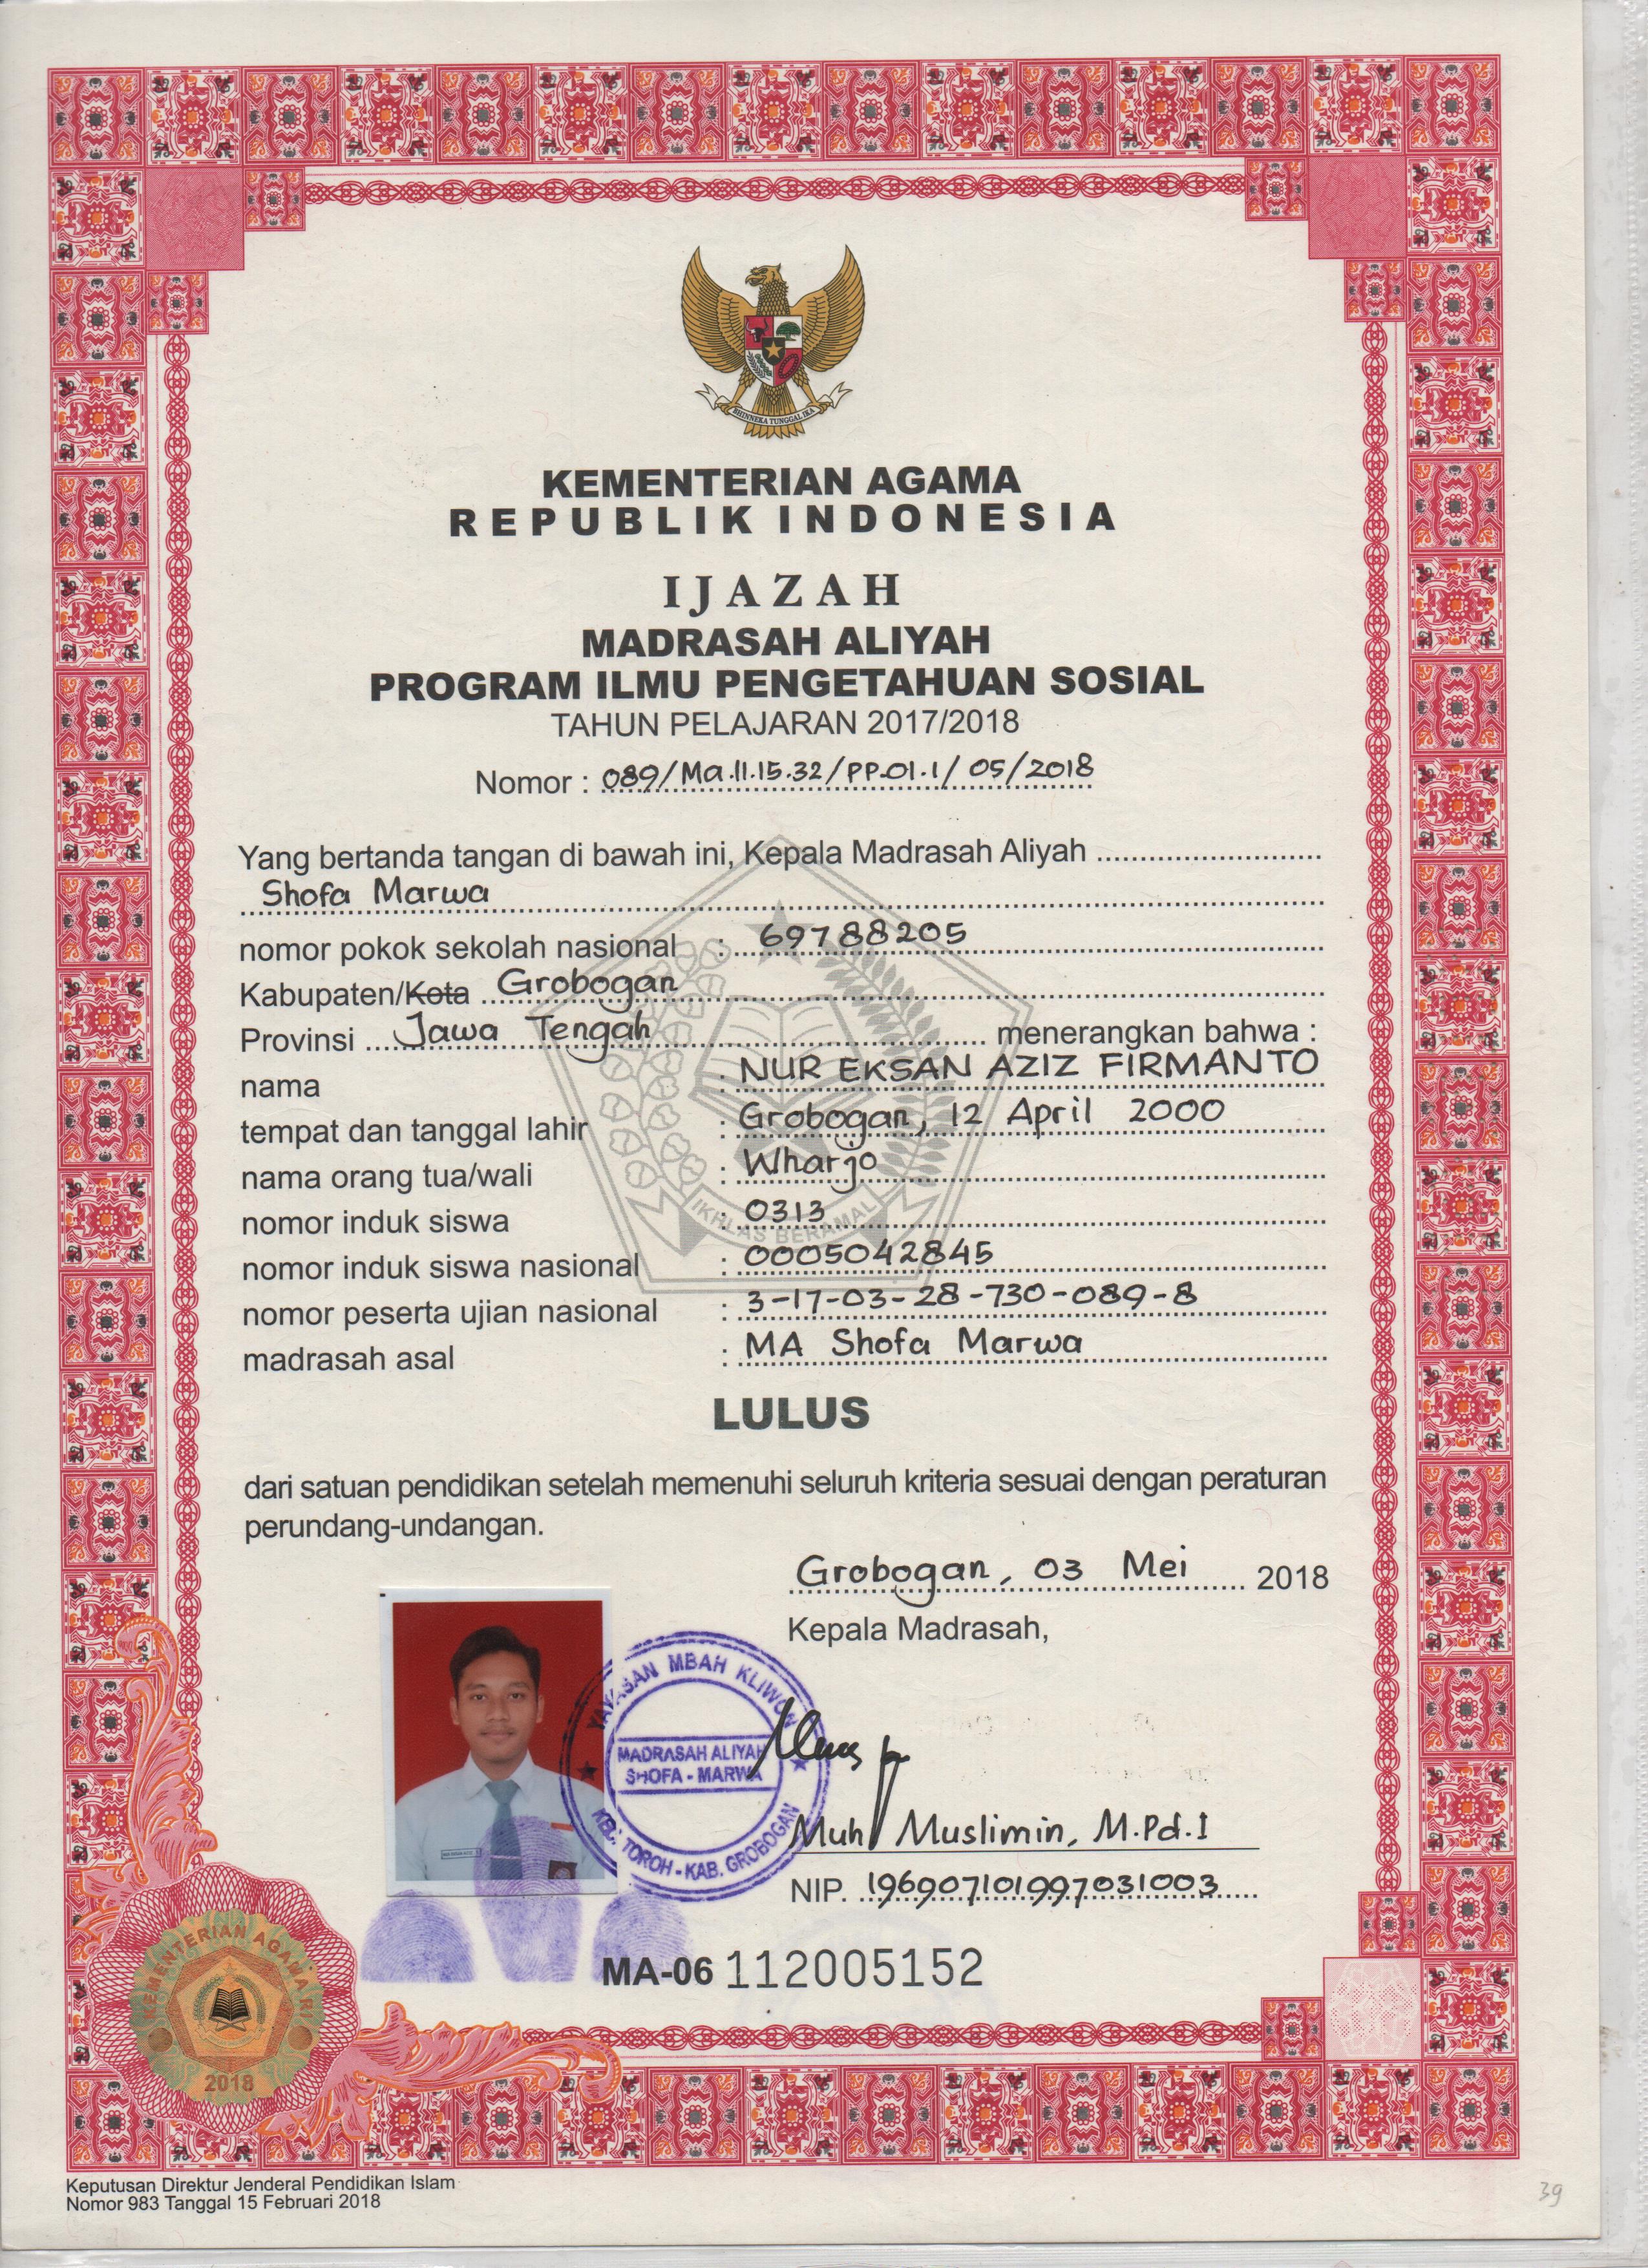 BHINNEKA TUNGGAL IKA
KEMENTERIAN AGAMA
REPUBLIK INDONESIA
IJAZAH
MADRASAH ALIYAH
PROGRAM ILMU PENGETAHUAN SOSIAL
TAHUN PELAJARAN 2017/2018
Nomor : 089/Ma.11.15.32/PP.01.1/05/2018
Yang bertanda tangan di bawah ini, Kepala Madrasah Aliyah
Shofa Marwa
nomor pokok sekolah nasional : 69788205
Kabupaten/Kota Grobogan
Provinsi Jawa Tengah menerangkan bahwa :
nama : NUR EKSAN AZIZ FIRMANTO
tempat dan tanggal lahir : Grobogan, 12 April 2000
nama orang tua/wali : Wharjo
nomor induk siswa : 0313
nomor induk siswa nasional : 0005042845
nomor peserta ujian nasional : 3-17-03-28-730-089-8
madrasah asal : MA Shofa Marwa
IKHLAS BERAMAL
LULUS
dari satuan pendidikan setelah memenuhi seluruh kriteria sesuai dengan peraturan
perundang-undangan.
Grobogan, 03 Mei 2018
Kepala Madrasah,
YAYASAN MBAH KLIWON
MADRASAH ALIYAH
SHOFA - MARWA
KEC. TOROH - KAB. GROBOGAN
Muh Muslimin, M.Pd.I
NIP. 196907101997031003
MA-06 112005152
KEMENTERIAN AGAMA RI
2018
Keputusan Direktur Jenderal Pendidikan Islam
Nomor 983 Tanggal 15 Februari 2018
39